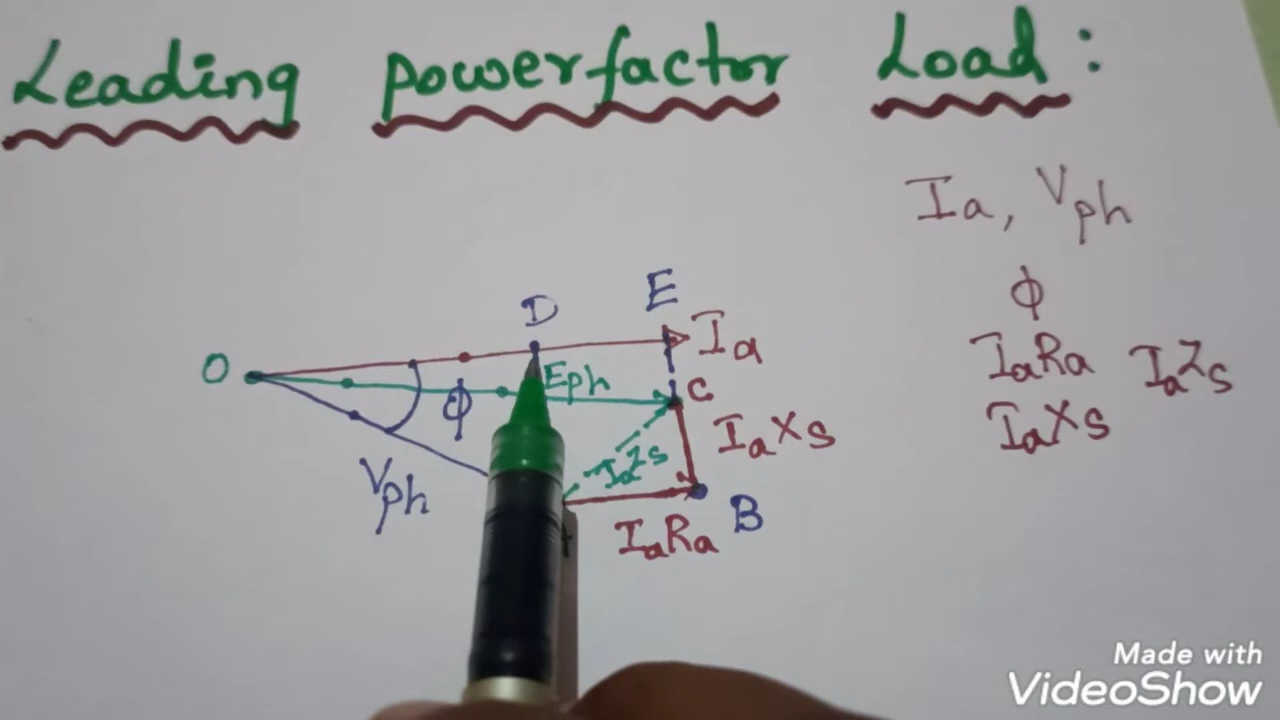 Leading powerfactor Load:
Ia, Vph
ϕ
IaRa IaZs
IaXs
D E
O Ia
Eph C
ϕ IaXs
IaZs
Vph
IaRa B
Made with
VideoShow